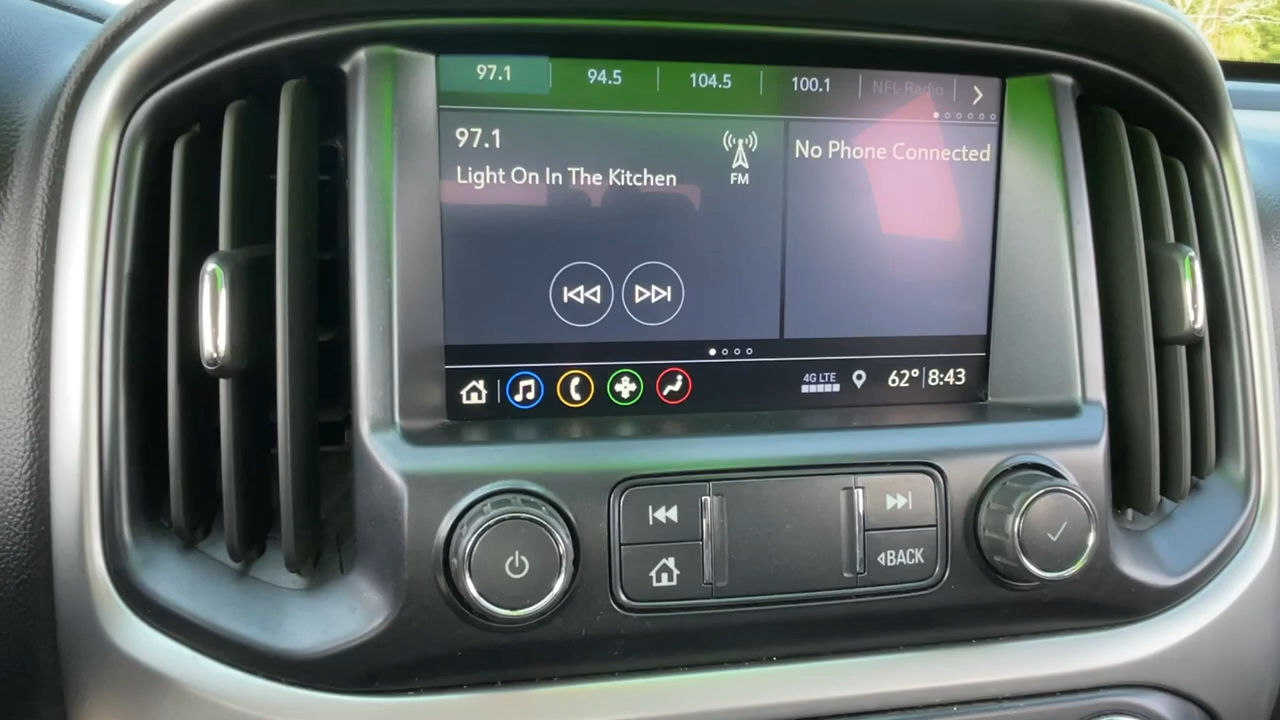 97.1 94.5 104.5 100.1 NFL Radio
97.1
Light On In The Kitchen
FM
No Phone Connected
4G LTE
62° 8:43
BACK